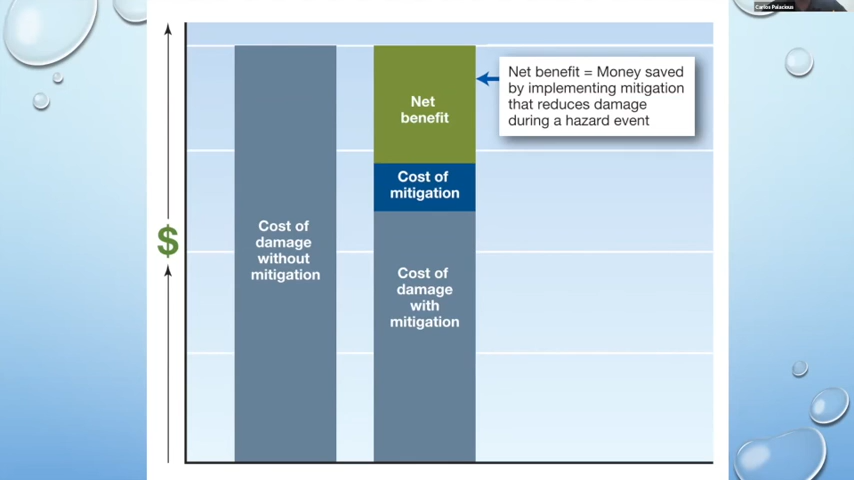 Carlos Palacious
Net benefit = Money saved
by implementing mitigation
that reduces damage
during a hazard event
Net
benefit
Cost of
mitigation
Cost of
damage
without
mitigation
Cost of
damage
with
mitigation
$